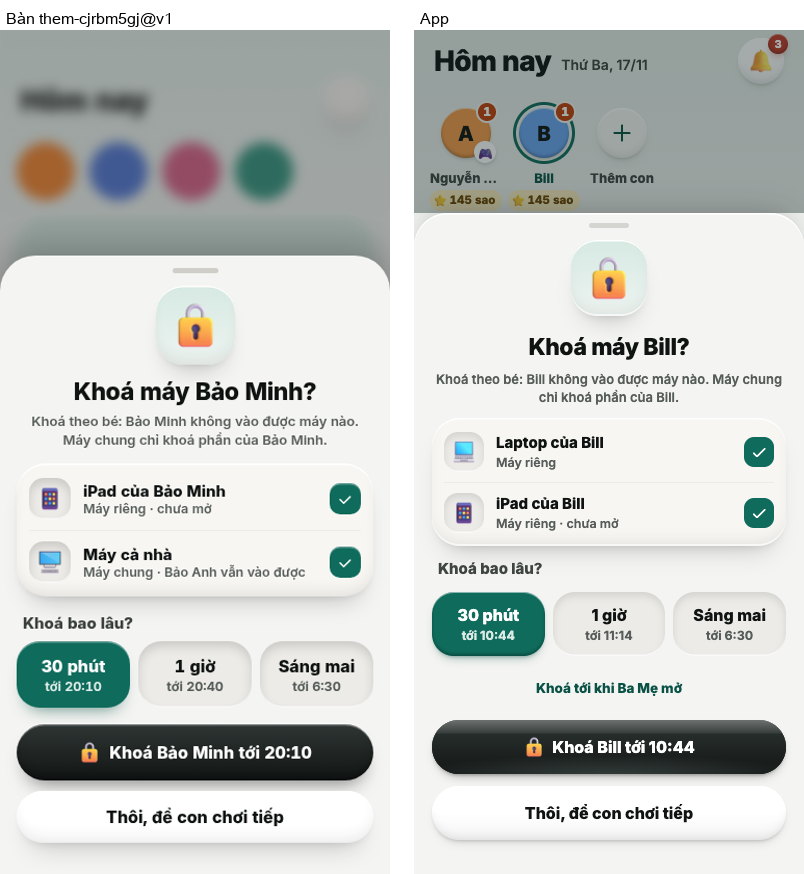 Bản them-cjrbm5gj@v1
Hôm nay
Khoá máy Bảo Minh?
Khoá theo bé: Bảo Minh không vào được máy nào.
Máy chung chỉ khoá phần của Bảo Minh.
iPad của Bảo Minh
Máy riêng · chưa mở
Máy cả nhà
Máy chung · Bảo Anh vẫn vào được
Khoá bao lâu?
30 phút
tới 20:10
1 giờ
tới 20:40
Sáng mai
tới 6:30
Khoá Bảo Minh tới 20:10
Thôi, để con chơi tiếp
App
Hôm nay Thứ Ba, 17/11
3
A
1
B
1
Nguyễn ...
Bill
Thêm con
145 sao
145 sao
Khoá máy Bill?
Khoá theo bé: Bill không vào được máy nào. Máy chung
chỉ khoá phần của Bill.
Laptop của Bill
Máy riêng
iPad của Bill
Máy riêng · chưa mở
Khoá bao lâu?
30 phút
tới 10:44
1 giờ
tới 11:14
Sáng mai
tới 6:30
Khoá tới khi Ba Mẹ mở
Khoá Bill tới 10:44
Thôi, để con chơi tiếp